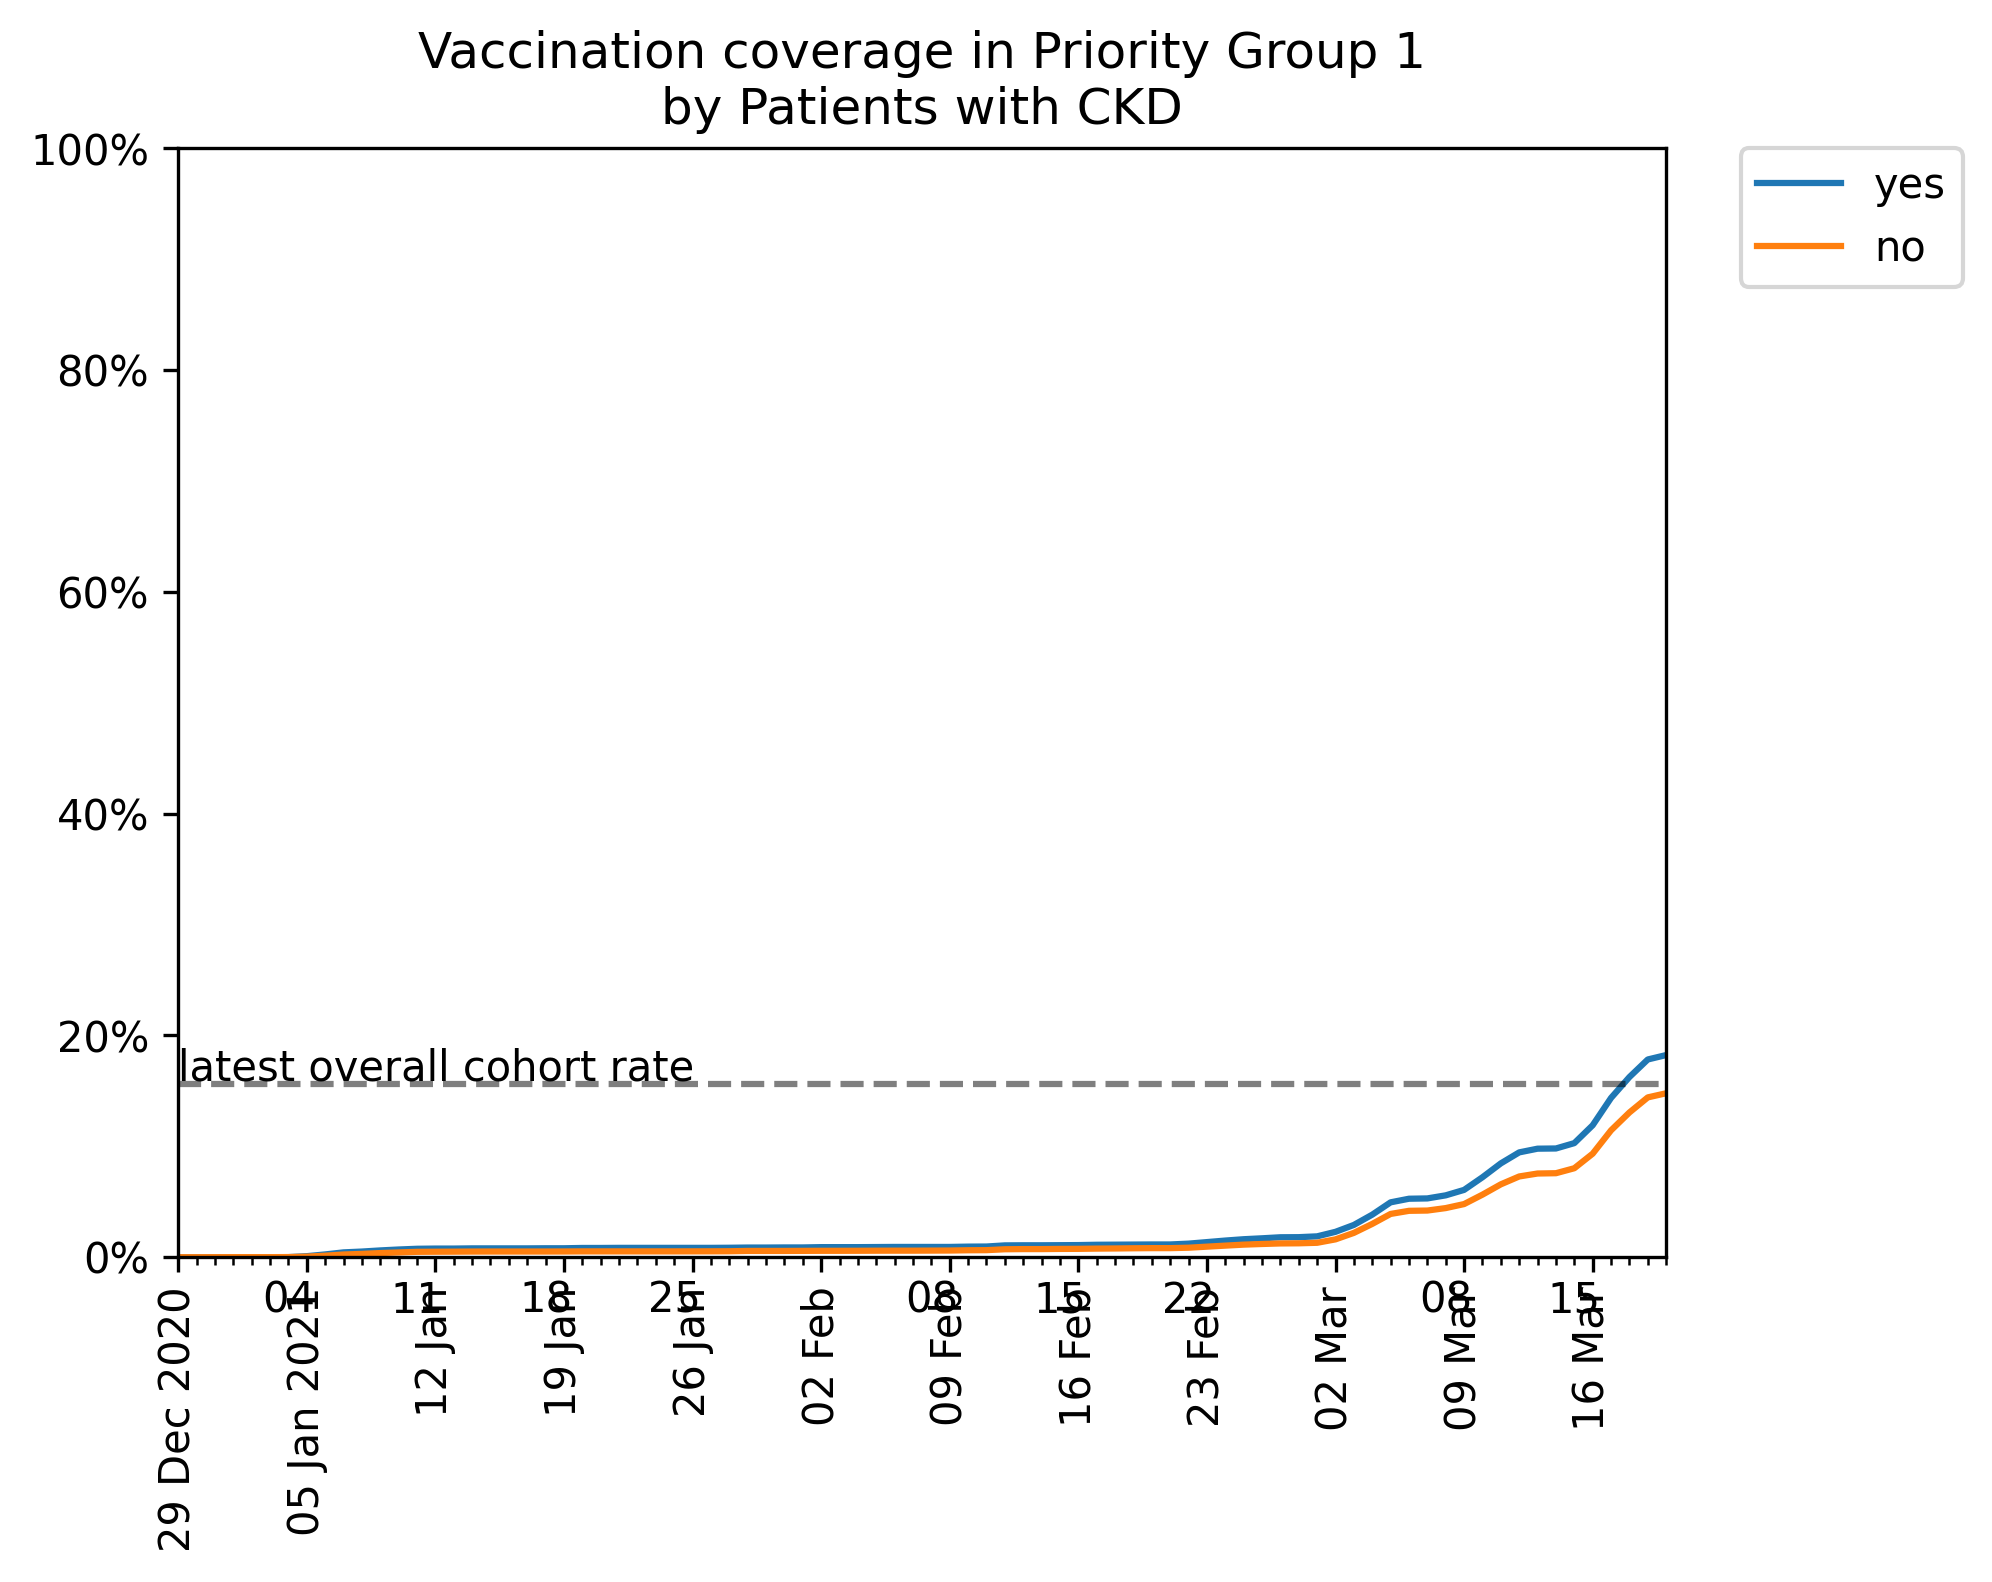 Vaccination coverage in Priority Group 1
by Patients with CKD
100%
80%
60%
40%
20%
0%
latest overall cohort rate
yes
no
04
11
18
25
08
15
22
08
15
29 Dec 2020
05 Jan 2021
12 Jan
19 Jan
26 Jan
02 Feb
09 Feb
16 Feb
23 Feb
02 Mar
09 Mar
16 Mar